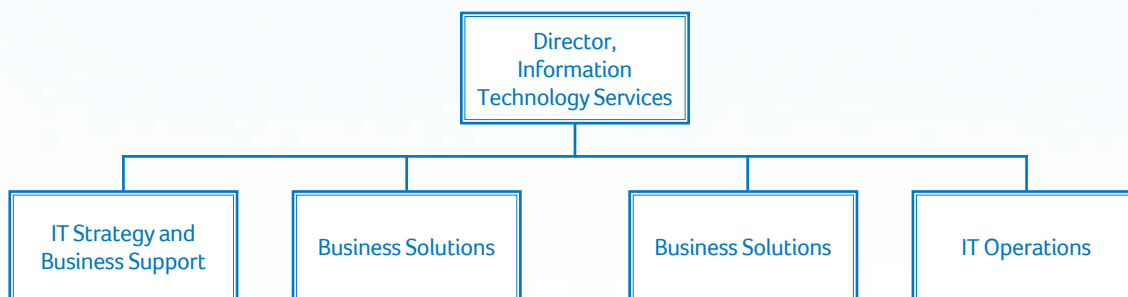 Director,
Information
Technology Services
IT Strategy and
Business Support
Business Solutions
Business Solutions
IT Operations